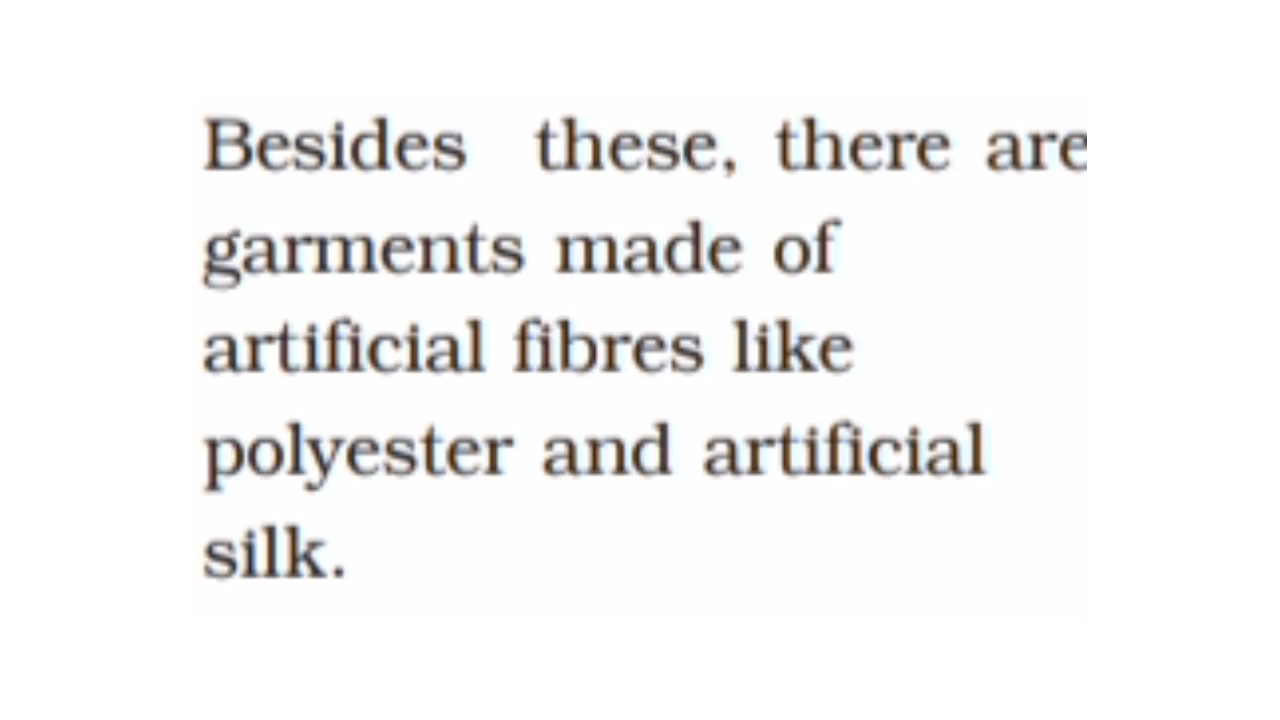 Besides these, there are
garments made of
artificial fibres like
polyester and artificial
silk.